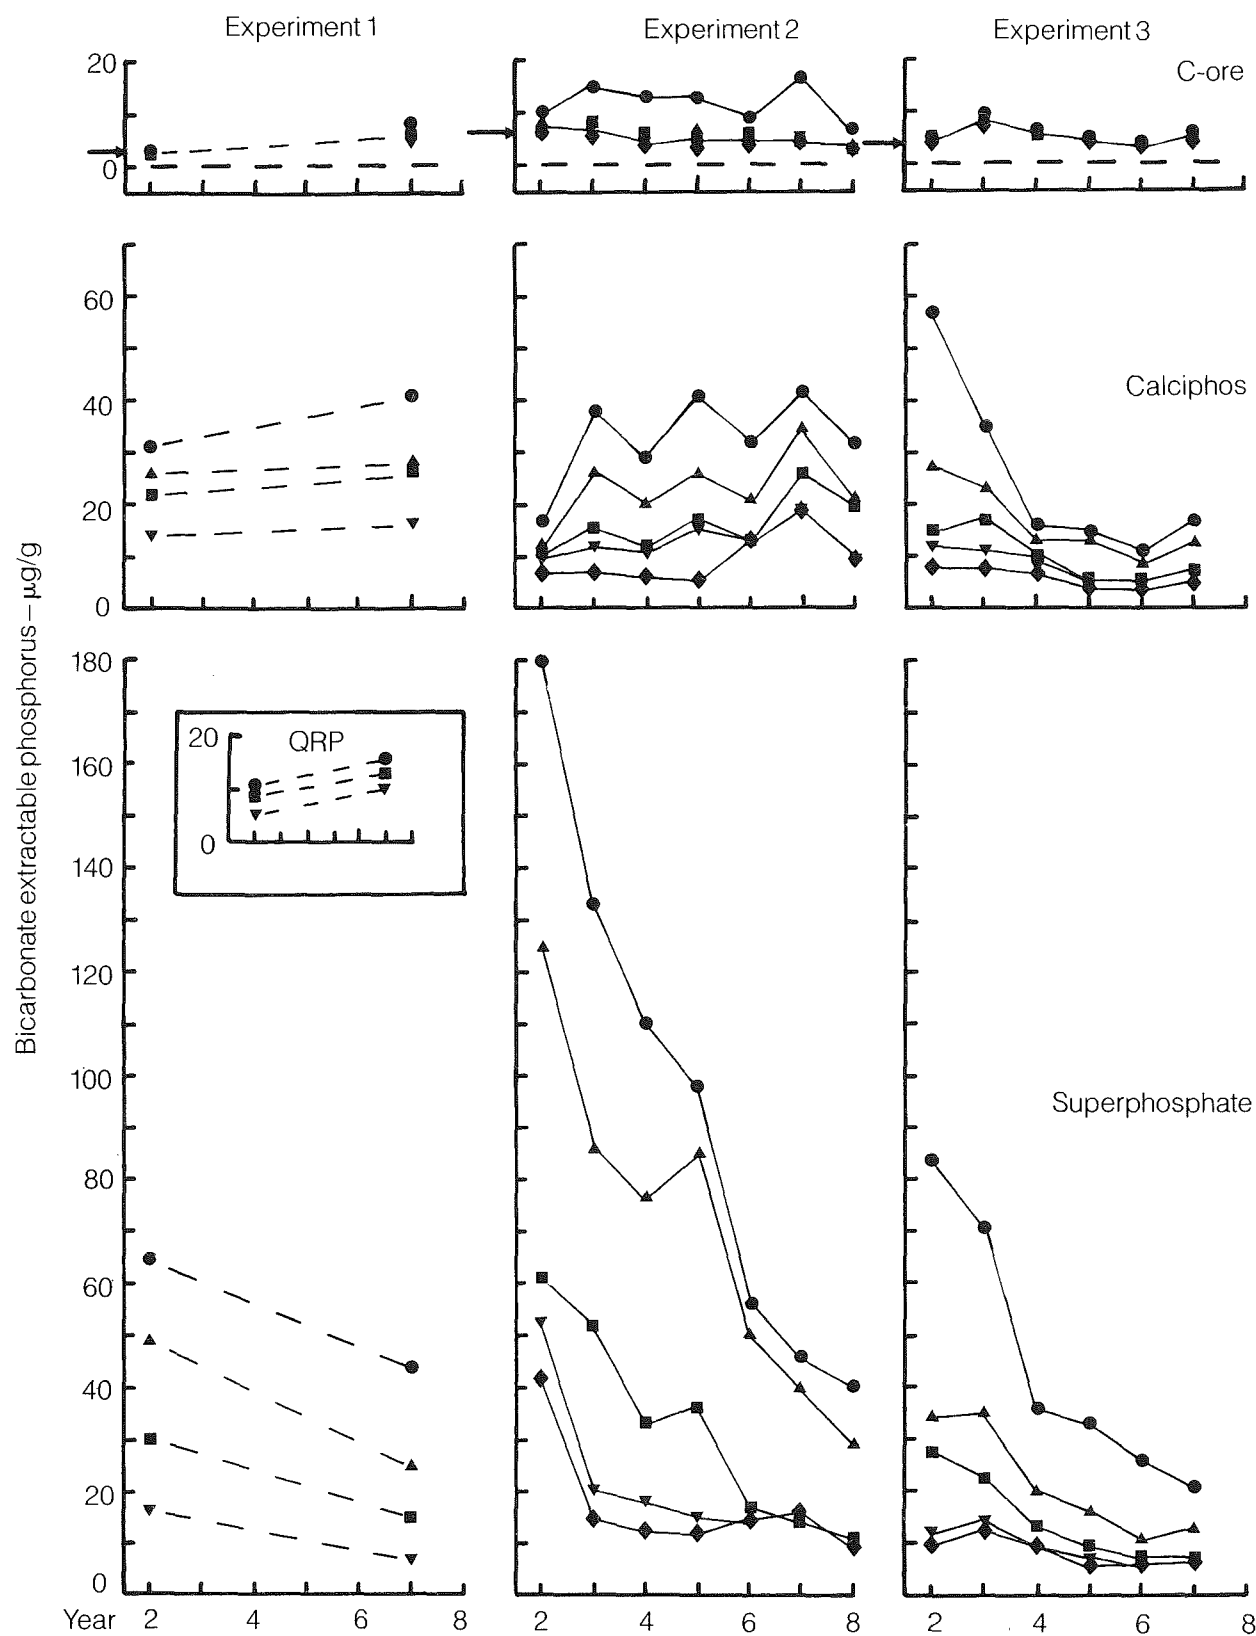 Experiment 1
Experiment 2
Experiment 3
20
0
C-ore
60
40
20
0
Calciphos
Bicarbonate extractable phosphorus – µg/g
180
160
140
120
100
80
60
40
20
0
20
QRP
0
Superphosphate
Year 2 4 6 8
2 4 6 8
2 4 6 8